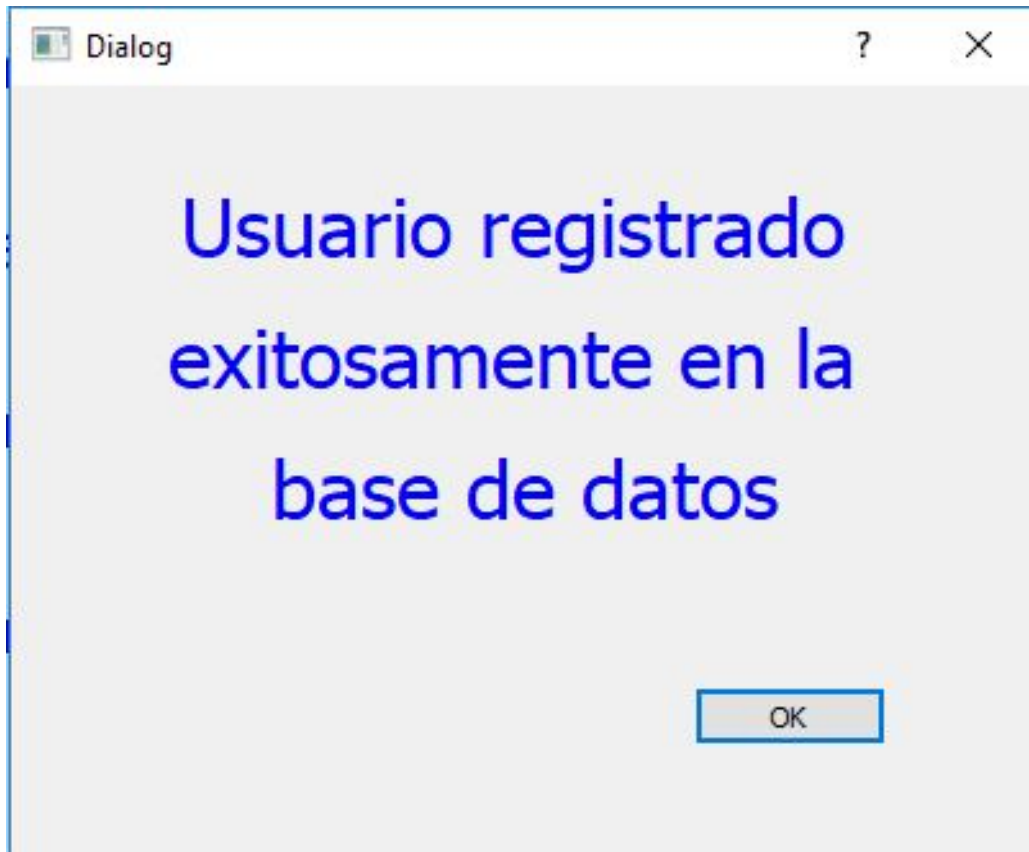 Dialog ?
Usuario registrado
exitosamente en la
base de datos
OK